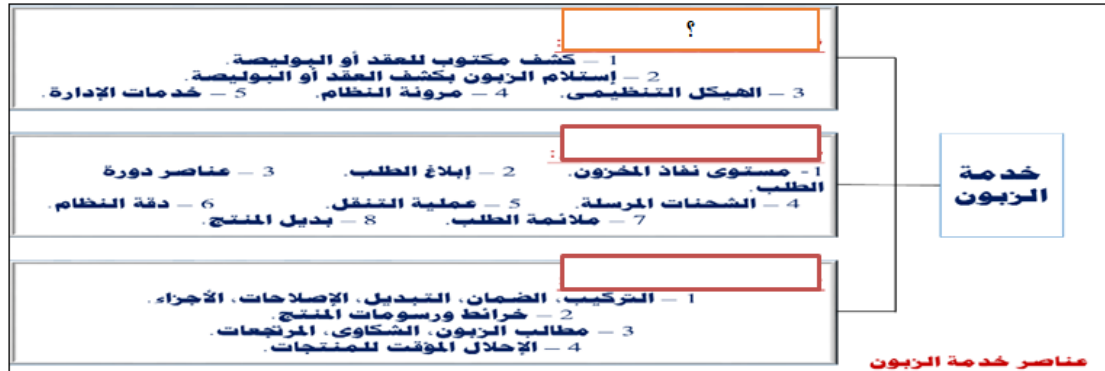 ؟
:
1 – كشف مكتوب للعقد أو البوليصة.
2 – إستلام الزبون بكشف العقد أو البوليصة.
3 – الهيكل التنظيمى. 4 – مرونة النظام. 5 – خدمات الإدارة.
:
1- مستوى نفاذ المخزون. 2 – إبلاغ الطلب. 3 – عناصر دورة
الطلب.
4 – الشحنات المرسلة. 5 – عملية التنقل. 6 – دقة النظام.
7 – ملائمة الطلب. 8 – بديل المنتج.
1 – التركيب، الضمان، التبديل، الإصلاحات، الأجزاء.
2 – خرائط ورسومات المنتج.
3 – مطالب الزبون، الشكاوى، المرتجعات.
4 – الإحلال المؤقت للمنتجات.
خدمة
الزبون
عناصر خدمة الزبون